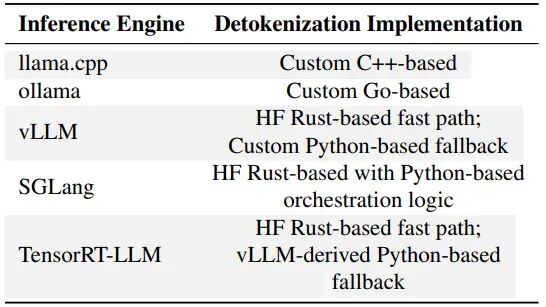 Inference Engine Detokenization Implementation
llama.cpp Custom C++-based
ollama Custom Go-based
vLLM HF Rust-based fast path;
Custom Python-based fallback
SGLang HF Rust-based with Python-based
orchestration logic
TensorRT-LLM HF Rust-based fast path;
vLLM-derived Python-based
fallback